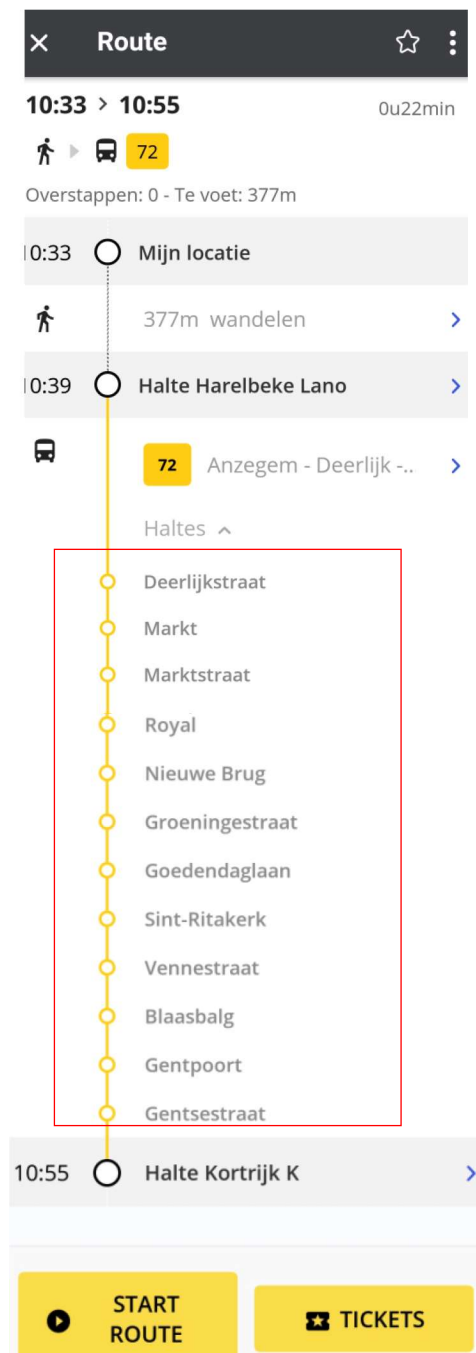 Route
10:33 > 10:55
0u22min
72
Overstappen: 0 - Te voet: 377m
10:33 Mijn locatie
377m wandelen
10:39 Halte Harelbeke Lano
72 Anzegem - Deerlijk -..
Haltes
Deerlijkstraat
Markt
Marktstraat
Royal
Nieuwe Brug
Groeningestraat
Goedendaglaan
Sint-Ritakerk
Vennestraat
Blaasbalg
Gentpoort
Gentsestraat
10:55 Halte Kortrijk K
START
ROUTE
TICKETS